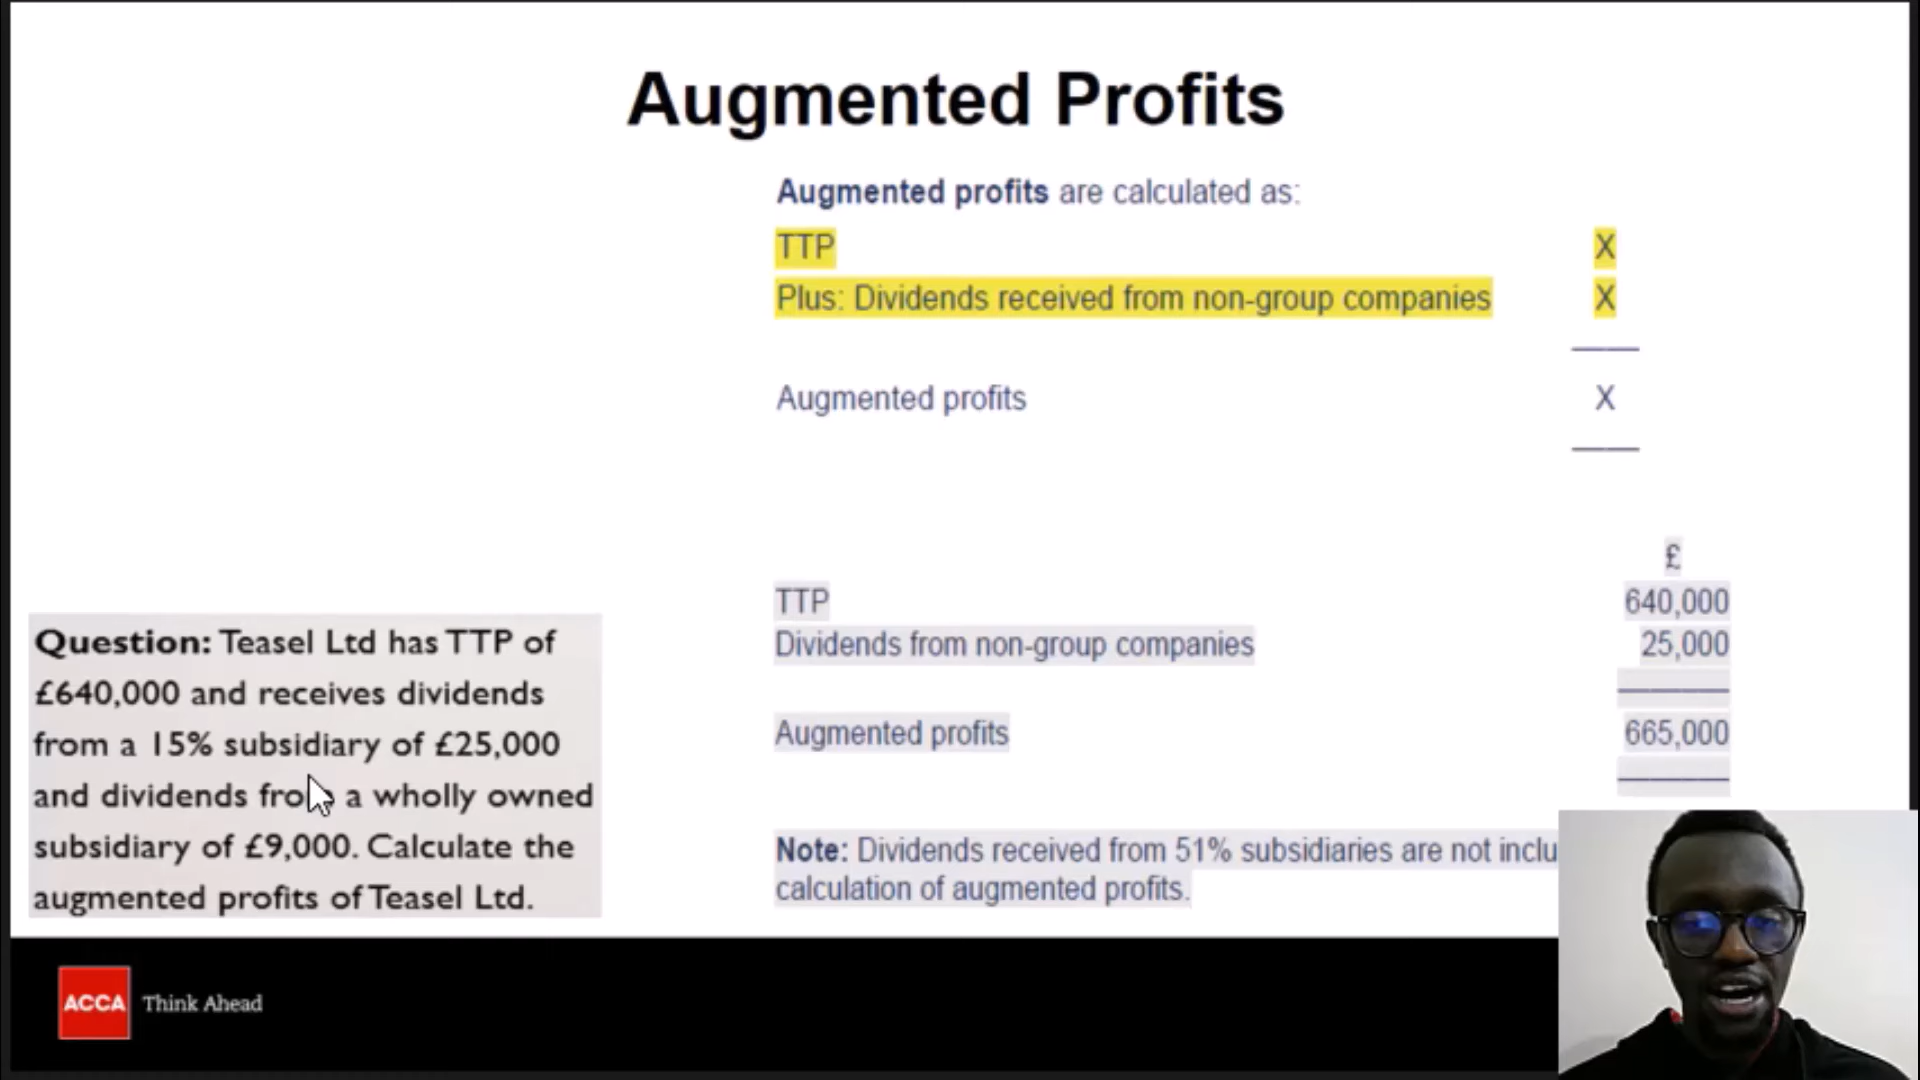 Augmented Profits
Augmented profits are calculated as:
TTP X
Plus: Dividends received from non-group companies X
Augmented profits X
£
TTP 640,000
Dividends from non-group companies 25,000
Augmented profits 665,000
Note: Dividends received from 51% subsidiaries are not
calculation of augmented profits.
Question: Teasel Ltd has TTP of
£640,000 and receives dividends
from a 15% subsidiary of £25,000
and dividends from a wholly owned
subsidiary of £9,000. Calculate the
augmented profits of Teasel Ltd.
ACCA Think Ahead